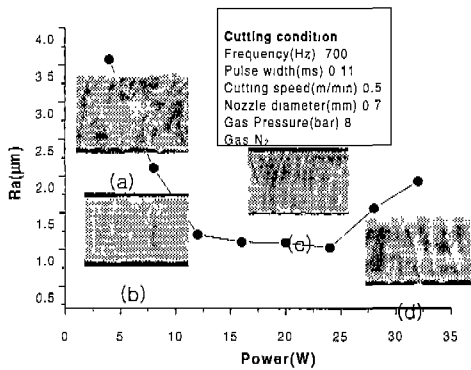 Cutting condition
Frequency(Hz) 700
Pulse width(ms) 0 11
Cutting speed(m/min) 0.5
Nozzle diameter(mm) 0 7
Gas Pressure(bar) 8
Gas N₂
4.0
3.5
3.0
2.5
2.0
1.5
1.0
0.5
Ra(μm)
(a)
(b)
(c)
(d)
0 5 10 15 20 25 30 35
Power(W)